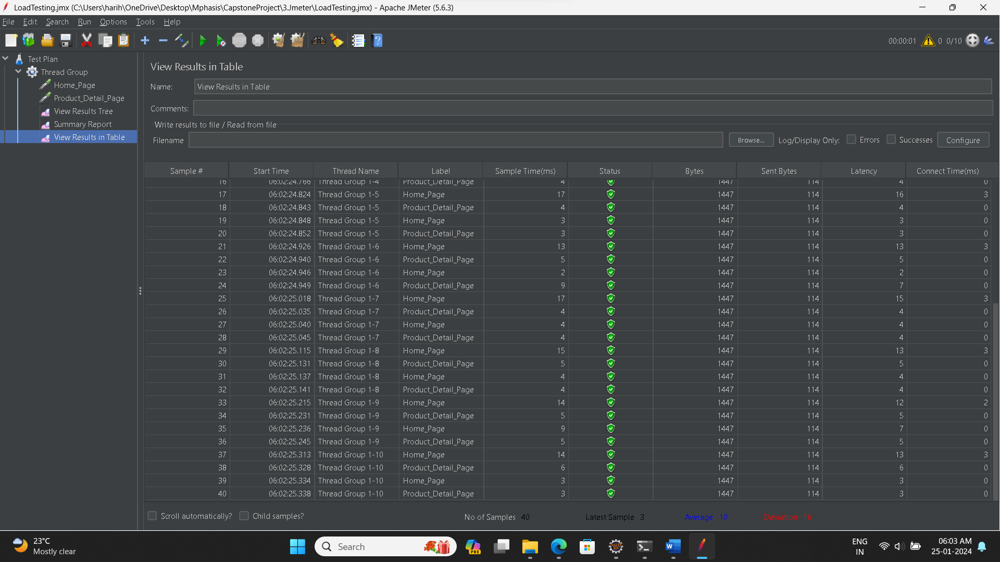 LoadTesting.jmx (C:\Users\harih\OneDrive\Desktop\Mphasis\CapstoneProject\3.Jmeter\LoadTesting.jmx) - Apache JMeter (5.6.3)
File Edit Search Run Options Tools Help
STOP 00:00:01 0 0/10
Test Plan
Thread Group
Home_Page
Product_Detail_Page
View Results Tree
Summary Report
View Results in Table
View Results in Table
Name: View Results in Table
Comments:
Write results to file / Read from file
Filename Browse... Log/Display Only: Errors Successes Configure
Sample # Start Time Thread Name Label Sample Time(ms) Status Bytes Sent Bytes Latency Connect Time(ms)
16 06:02:24.766 Thread Group 1-4 Product_Detail_Page 4 1447 114 4 0
17 06:02:24.824 Thread Group 1-5 Home_Page 17 1447 114 16 3
18 06:02:24.843 Thread Group 1-5 Product_Detail_Page 4 1447 114 4 0
19 06:02:24.848 Thread Group 1-5 Home_Page 3 1447 114 3 0
20 06:02:24.852 Thread Group 1-5 Product_Detail_Page 3 1447 114 3 0
21 06:02:24.926 Thread Group 1-6 Home_Page 13 1447 114 13 3
22 06:02:24.940 Thread Group 1-6 Product_Detail_Page 5 1447 114 5 0
23 06:02:24.946 Thread Group 1-6 Home_Page 2 1447 114 2 0
24 06:02:24.949 Thread Group 1-6 Product_Detail_Page 9 1447 114 7 0
25 06:02:25.018 Thread Group 1-7 Home_Page 17 1447 114 15 3
26 06:02:25.035 Thread Group 1-7 Product_Detail_Page 4 1447 114 4 0
27 06:02:25.040 Thread Group 1-7 Home_Page 4 1447 114 4 0
28 06:02:25.045 Thread Group 1-7 Product_Detail_Page 4 1447 114 4 0
29 06:02:25.115 Thread Group 1-8 Home_Page 15 1447 114 13 3
30 06:02:25.131 Thread Group 1-8 Product_Detail_Page 5 1447 114 5 0
31 06:02:25.137 Thread Group 1-8 Home_Page 4 1447 114 4 0
32 06:02:25.141 Thread Group 1-8 Product_Detail_Page 4 1447 114 4 0
33 06:02:25.215 Thread Group 1-9 Home_Page 14 1447 114 12 2
34 06:02:25.231 Thread Group 1-9 Product_Detail_Page 5 1447 114 5 0
35 06:02:25.236 Thread Group 1-9 Home_Page 9 1447 114 7 0
36 06:02:25.245 Thread Group 1-9 Product_Detail_Page 5 1447 114 5 0
37 06:02:25.313 Thread Group 1-10 Home_Page 14 1447 114 13 3
38 06:02:25.328 Thread Group 1-10 Product_Detail_Page 6 1447 114 6 0
39 06:02:25.334 Thread Group 1-10 Home_Page 3 1447 114 3 0
40 06:02:25.338 Thread Group 1-10 Product_Detail_Page 3 1447 114 3 0
Scroll automatically? Child samples? No of Samples 40 Latest Sample 3 Average 10 Deviation 16
23°C
Mostly clear
Search
PRE
IDE
W
ENG
IN
06:03 AM
25-01-2024